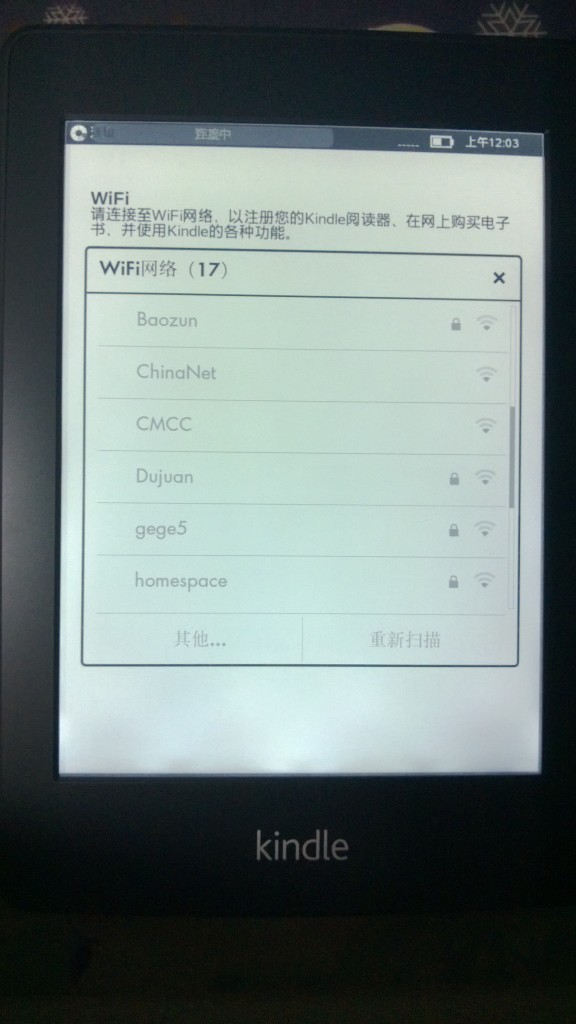 连接中
上午12:03
WiFi
请连接至WiFi网络，以注册您的Kindle阅读器、在网上购买电子
书、并使用Kindle的各种功能。
WiFi网络（17）
Baozun
ChinaNet
CMCC
Dujuan
gege5
homespace
其他...
重新扫描
kindle